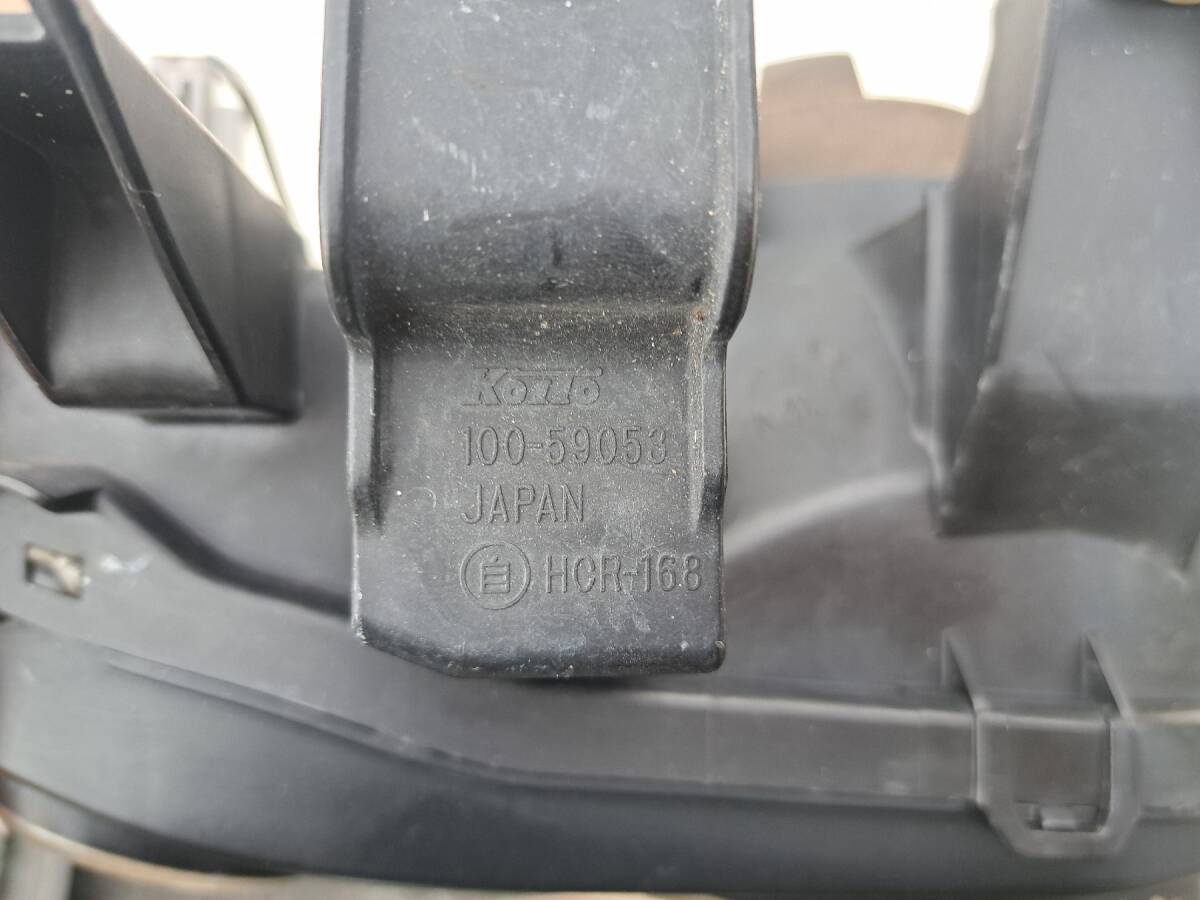 KOITO
100-59053
JAPAN
自 HCR-168